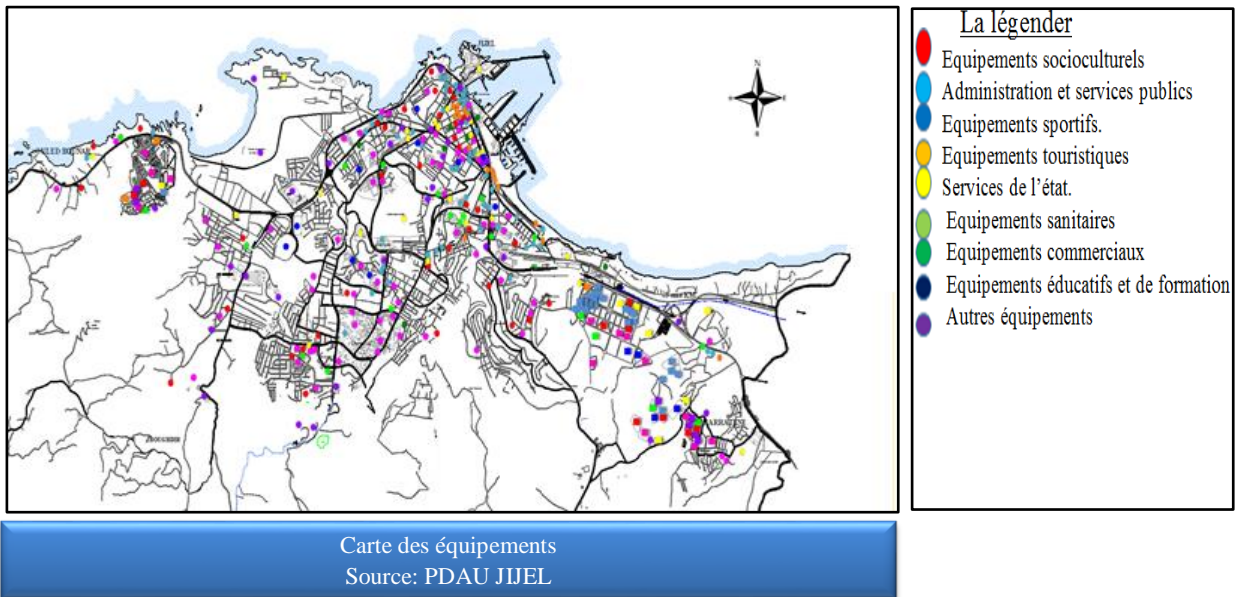 JIJEL
N
La légender
Equipements socioculturels
Administration et services publics
Equipements sportifs.
Equipements touristiques
Services de l’état.
Equipements sanitaires
Equipements commerciaux
Equipements éducatifs et de formation
Autres équipements
Carte des équipements
Source: PDAU JIJEL